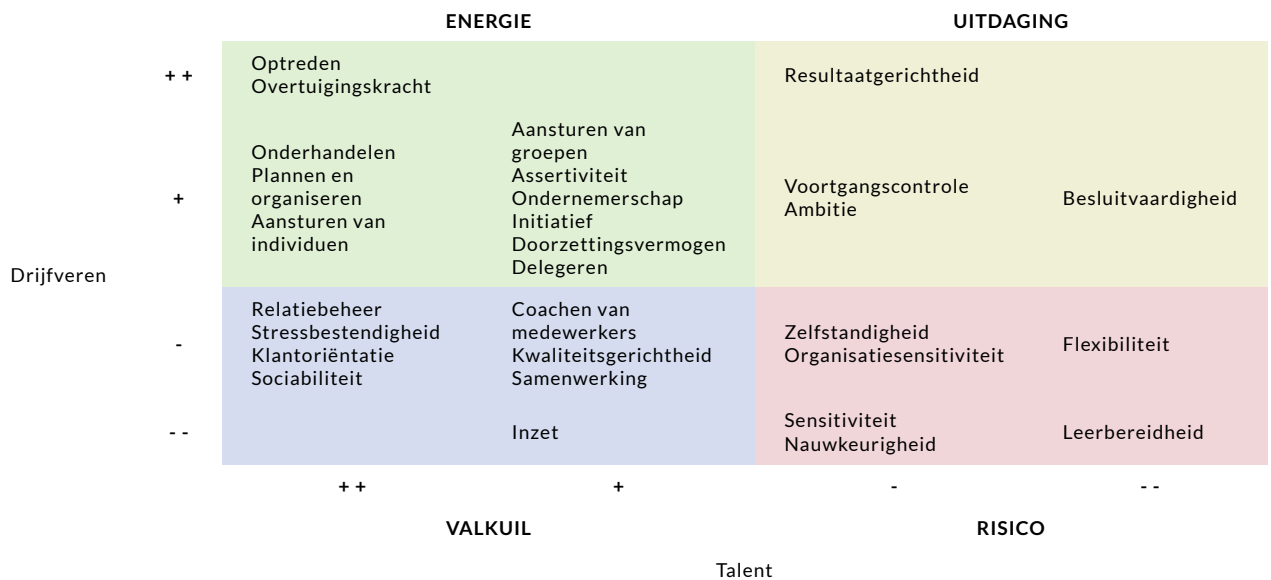 ENERGIE
UITDAGING
++
Optreden
Overtuigingskracht
Resultaatgerichtheid
+
Onderhandelen
Plannen en
organiseren
Aansturen van
individuen
Aansturen van
groepen
Assertiviteit
Ondernemerschap
Initiatief
Doorzettingsvermogen
Delegeren
Voortgangscontrole
Ambitie
Besluitvaardigheid
Drijfveren
-
Relatiebeheer
Stressbestendigheid
Klantoriëntatie
Sociabiliteit
Coachen van
medewerkers
Kwaliteitsgerichtheid
Samenwerking
Zelfstandigheid
Organisatiesensitiviteit
Flexibiliteit
--
Inzet
Sensitiviteit
Nauwkeurigheid
Leerbereidheid
++
+
-
--
VALKUIL
RISICO
Talent